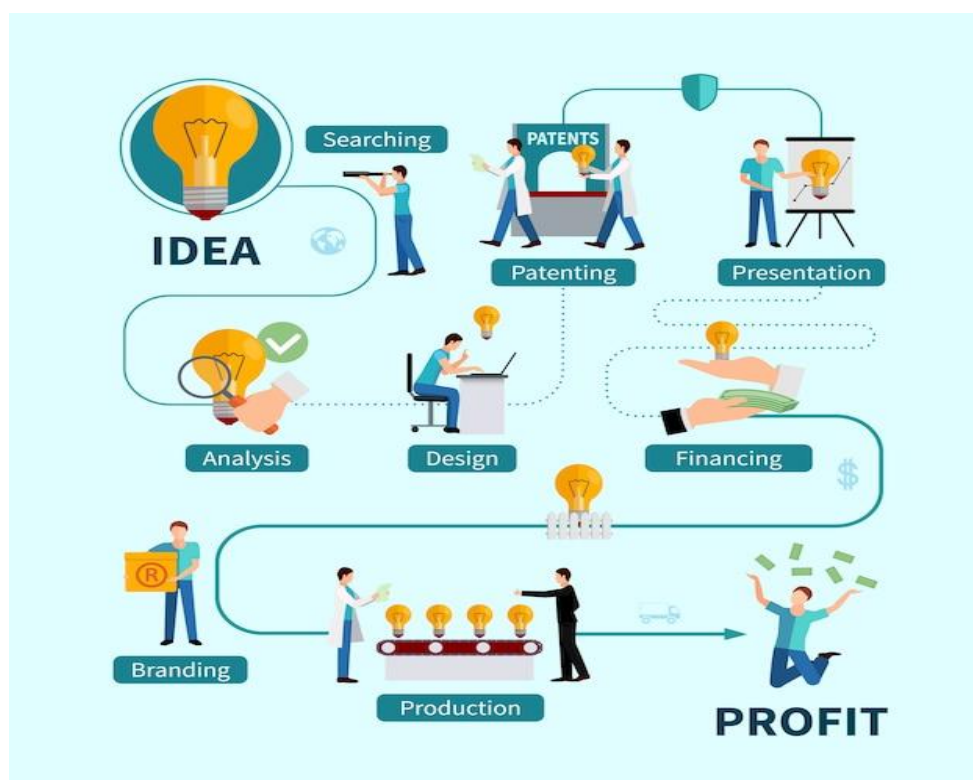 IDEA
Searching
PATENTS
Patenting
Presentation
Analysis
Design
Financing
$
®
Branding
Production
PROFIT